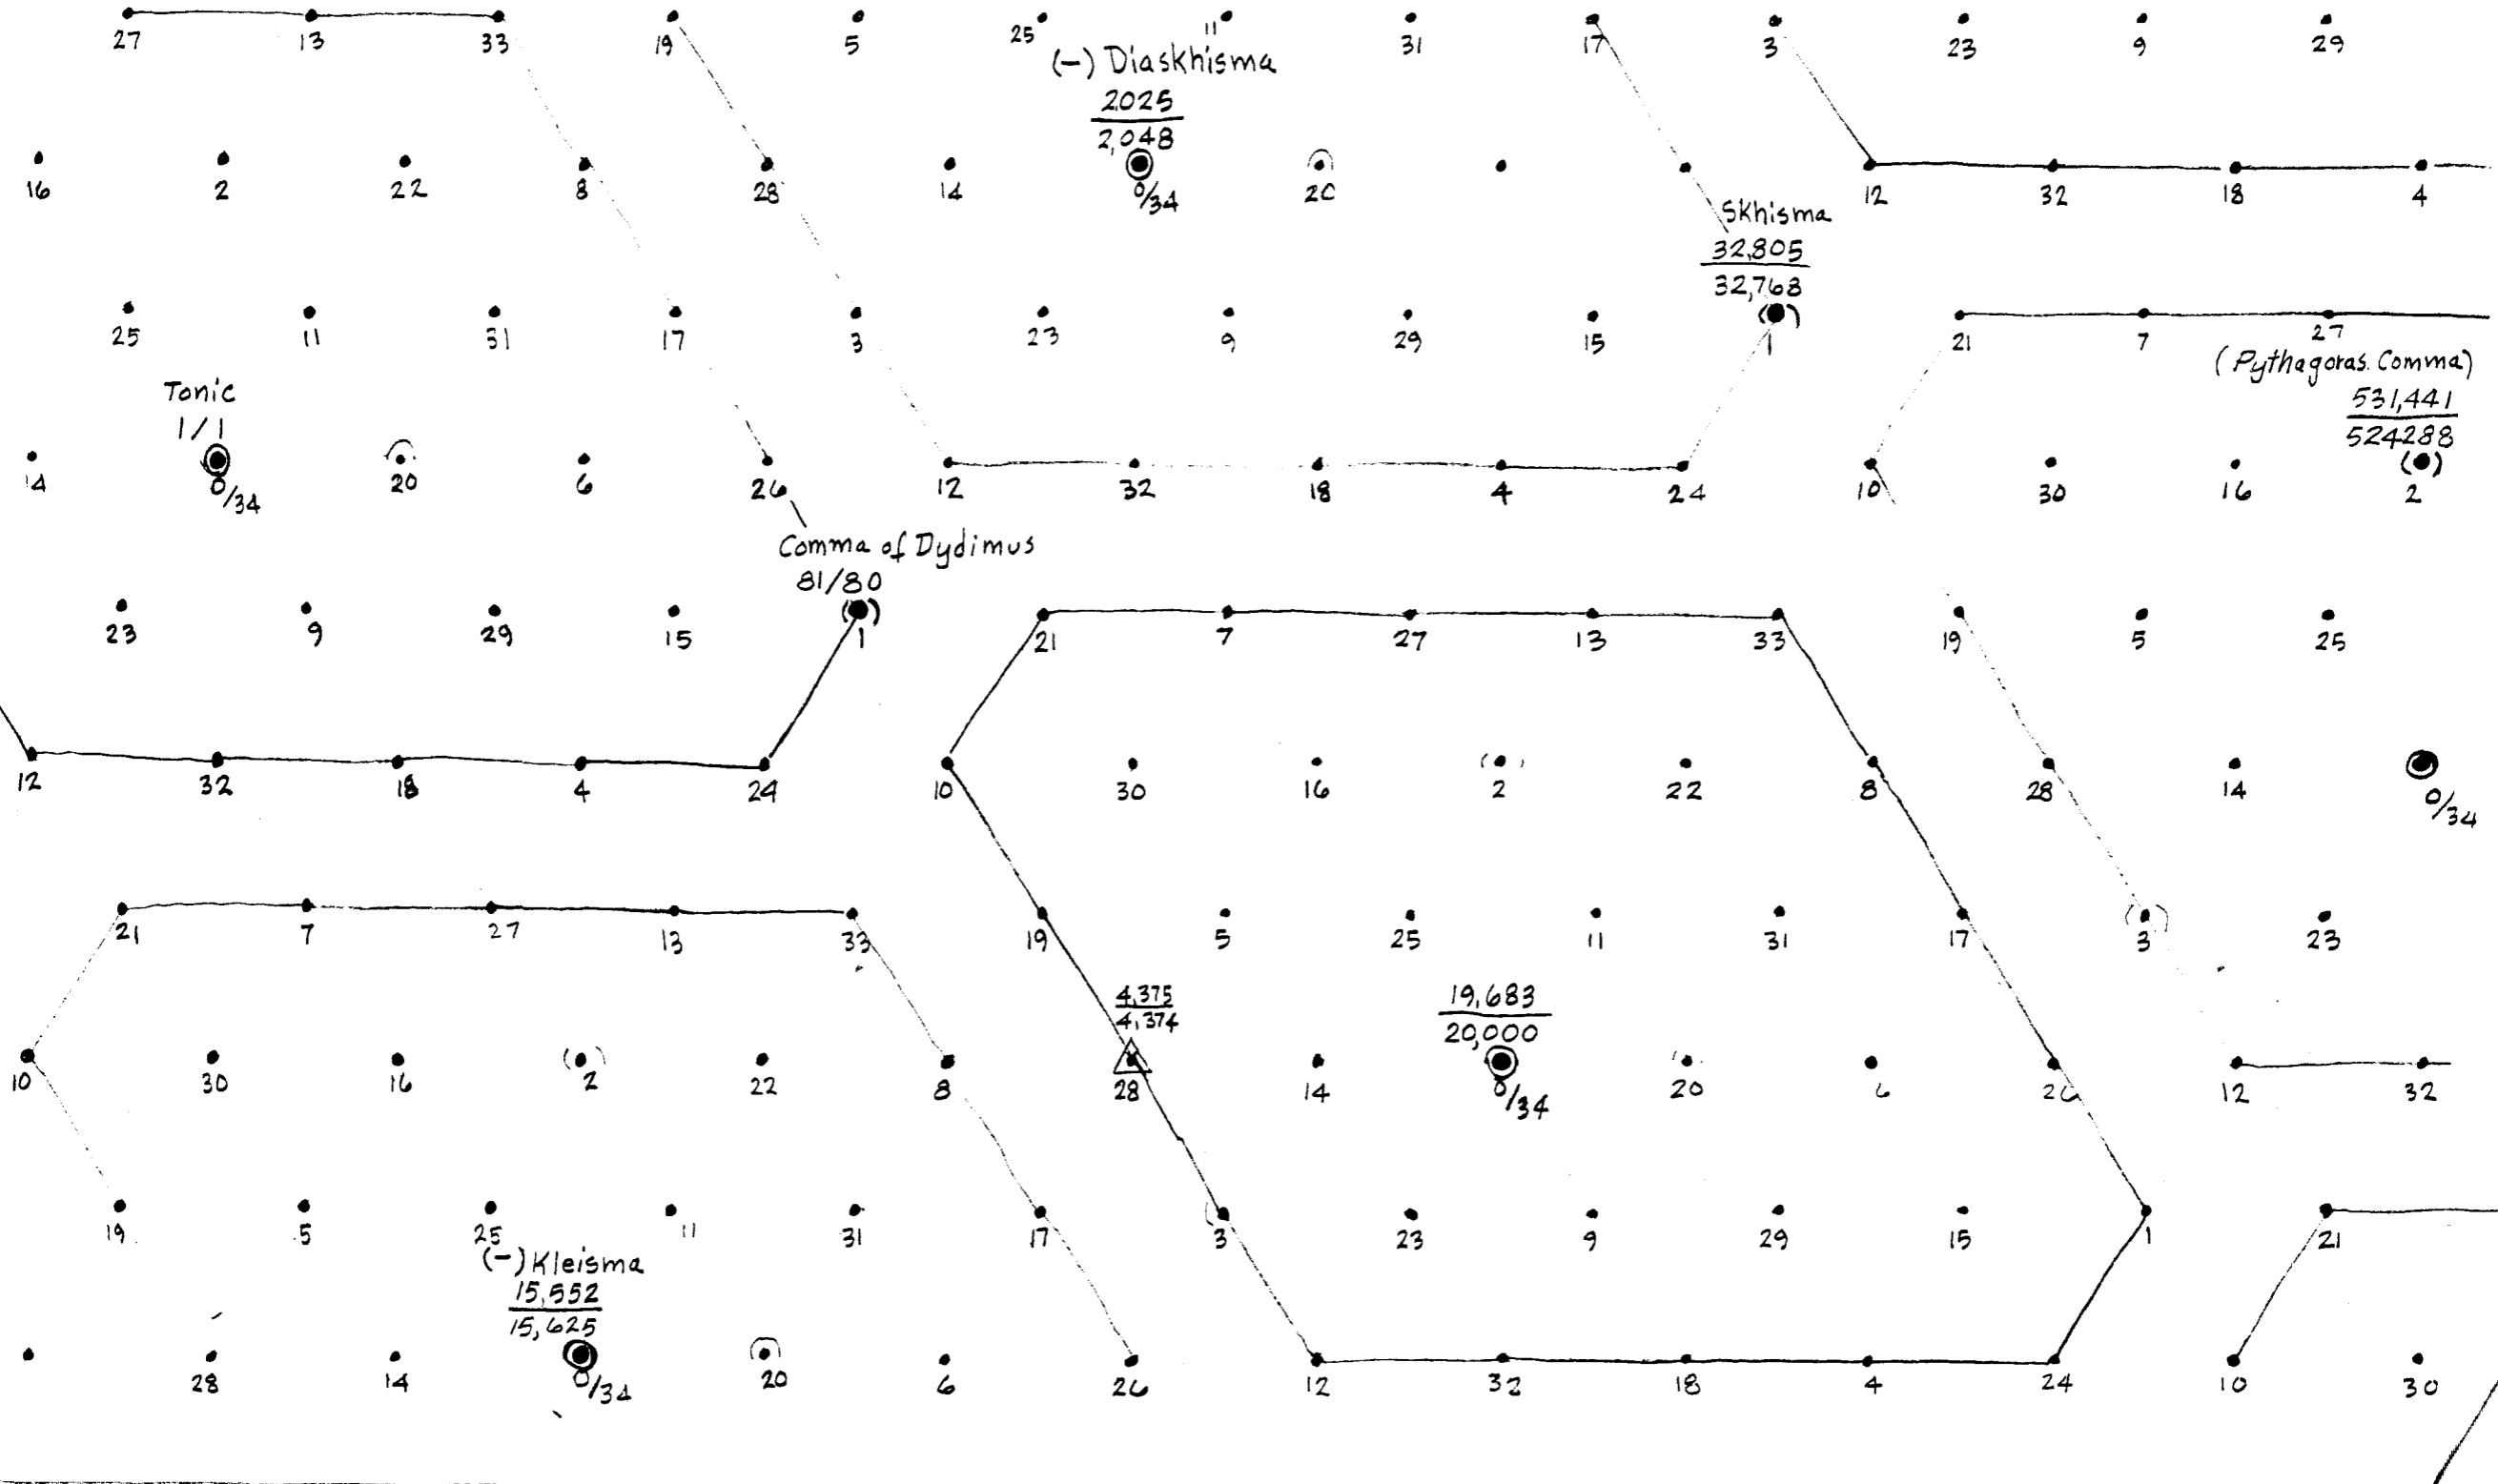 27 13 33 19 5 25 11 31 17 3 23 9 29
(-) Diaskhisma
2025
2,048
16 2 22 8 28 14 0/34 20 12 32 18 4
Skhisma
32,805
32,768
25 11 31 17 3 23 9 29 15 1 21 7 27
(Pythagoras. Comma)
531,441
524288
Tonic
1/1
14 0/34 20 6 26 12 32 18 4 24 10 30 16 2
Comma of Dydimus
81/80
23 9 29 15 1 21 7 27 13 33 19 5 25
12 32 18 4 24 10 30 16 2 22 8 28 14 0/34
21 7 27 13 33 19 5 25 11 31 17 3 23
4,375
4,374
19,683
20,000
10 30 16 2 22 8 28 14 0/34 20 6 26 12 32
19 5 25 11 31 17 3 23 9 29 15 1 21
(-) Kleisma
15,552
15,625
28 14 0/34 20 6 26 12 32 18 4 24 10 30